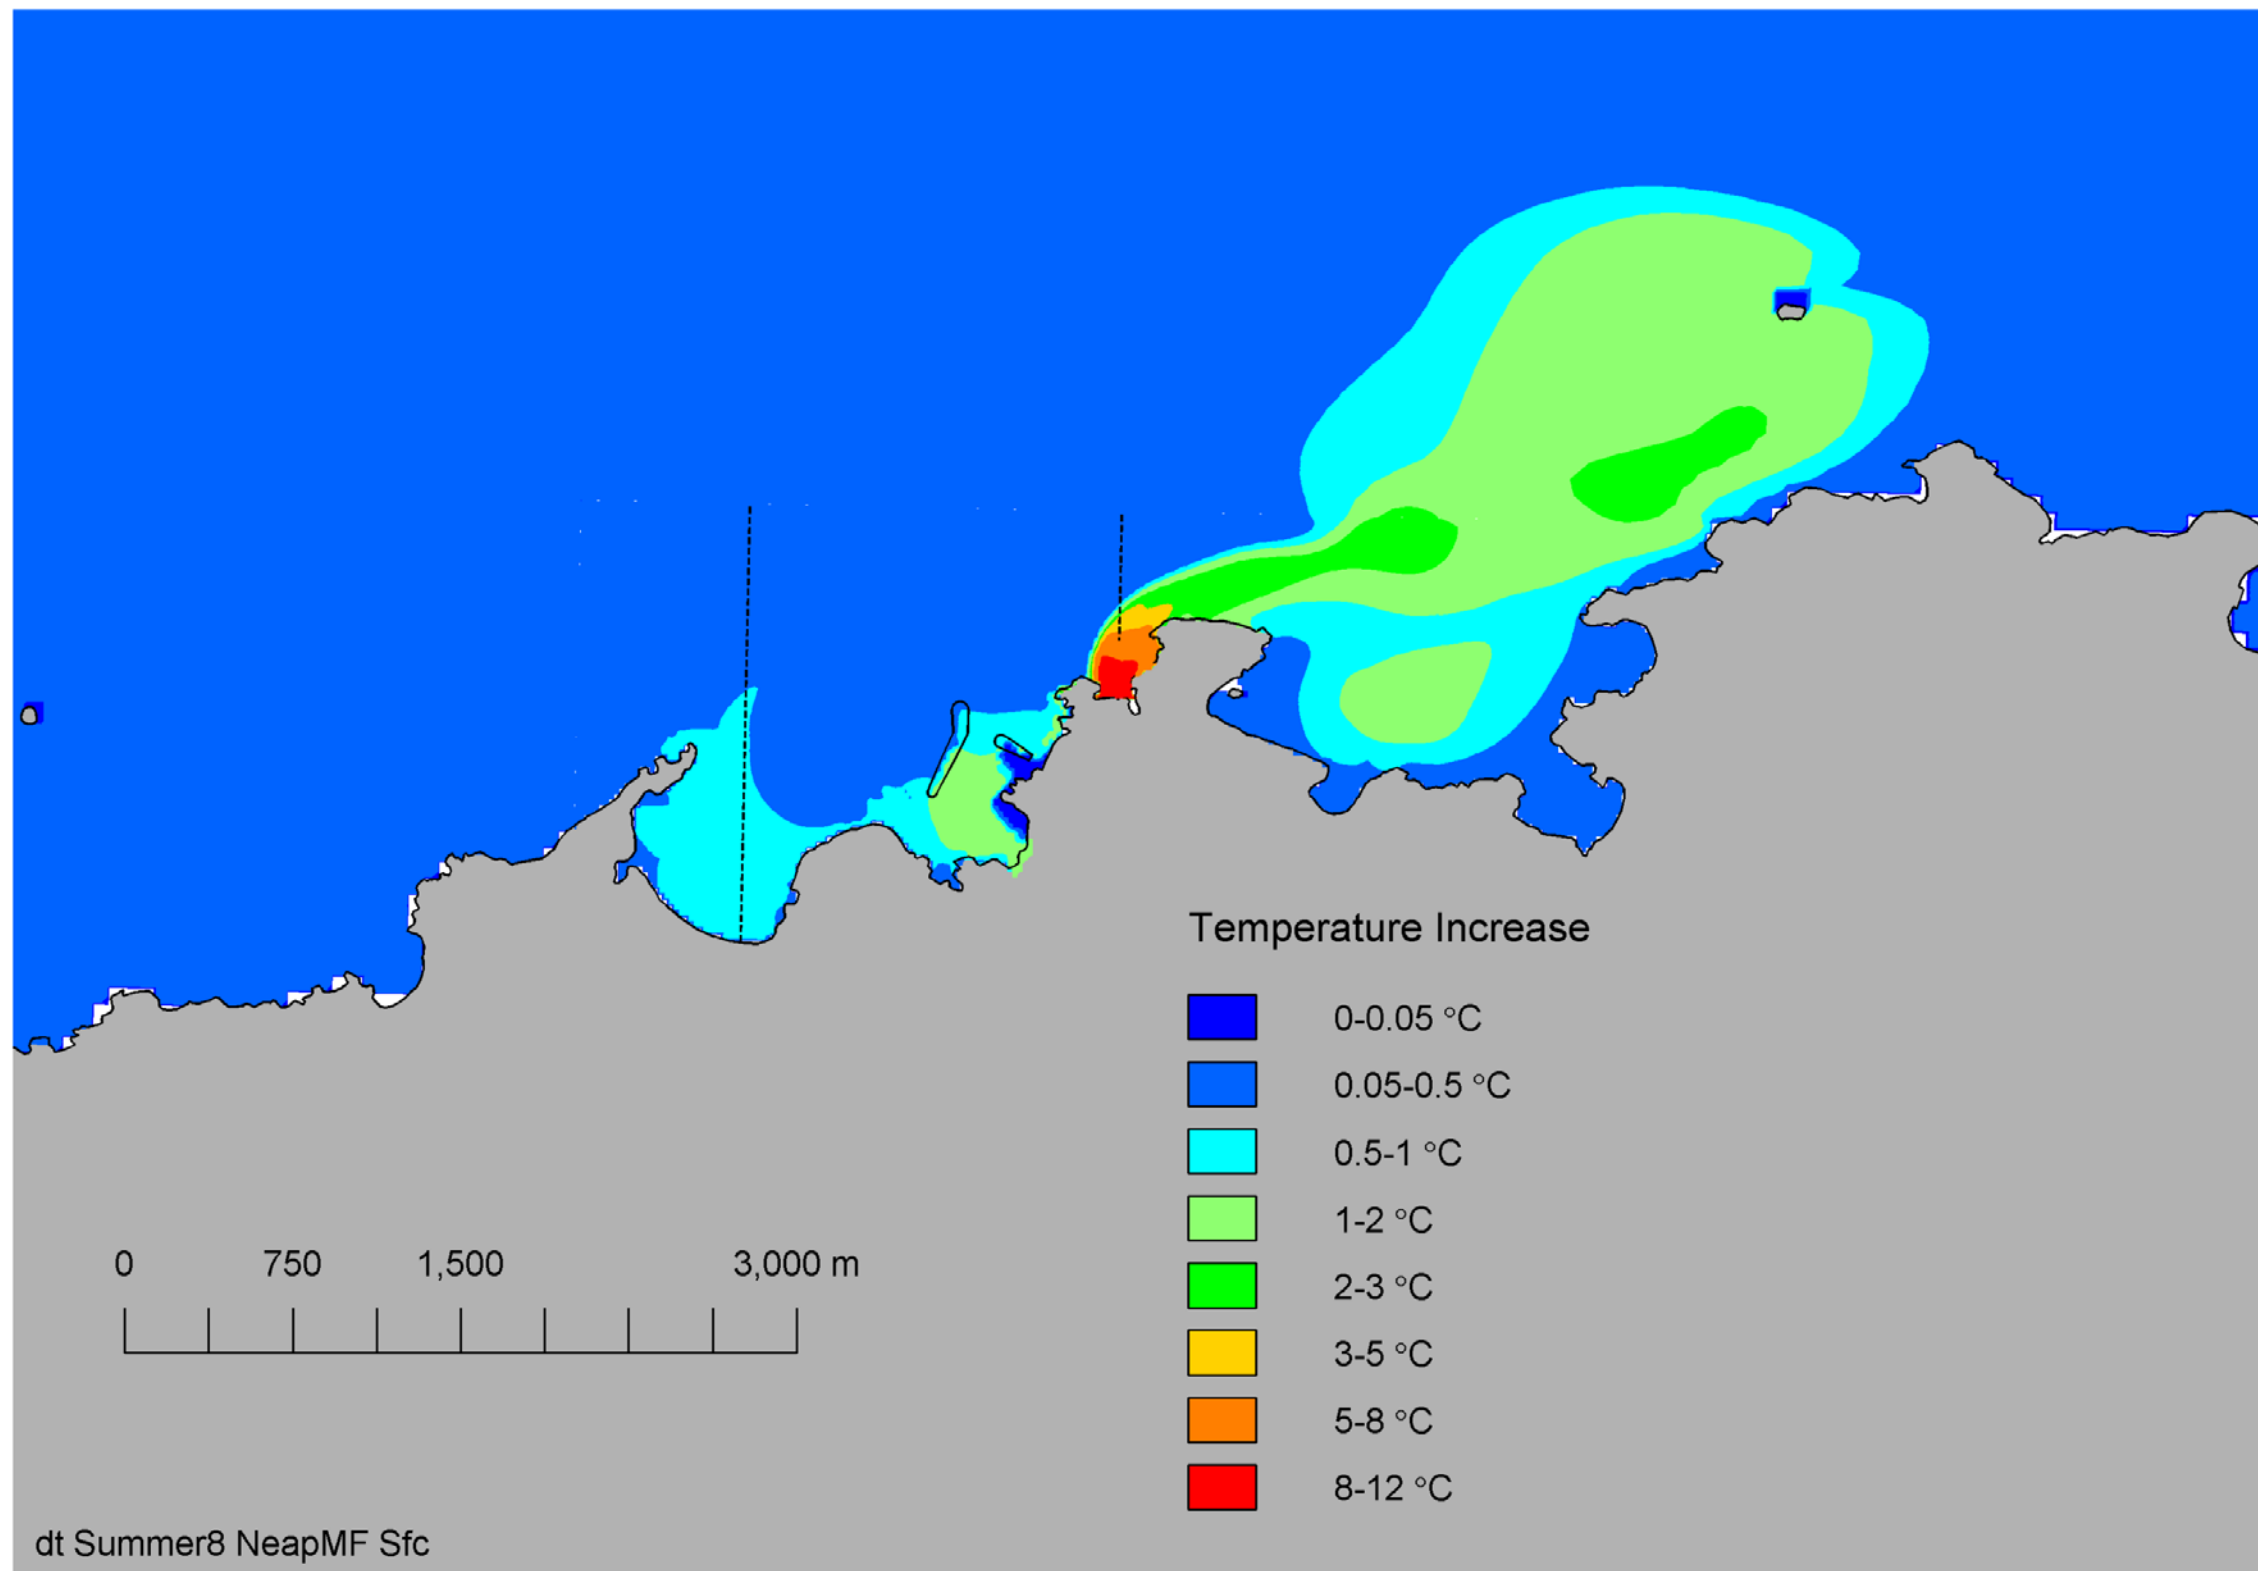 Temperature Increase
0-0.05 °C
0.05-0.5 °C
0.5-1 °C
1-2 °C
2-3 °C
3-5 °C
5-8 °C
8-12 °C
0 750 1,500 3,000 m
dt Summer8 NeapMF Sfc